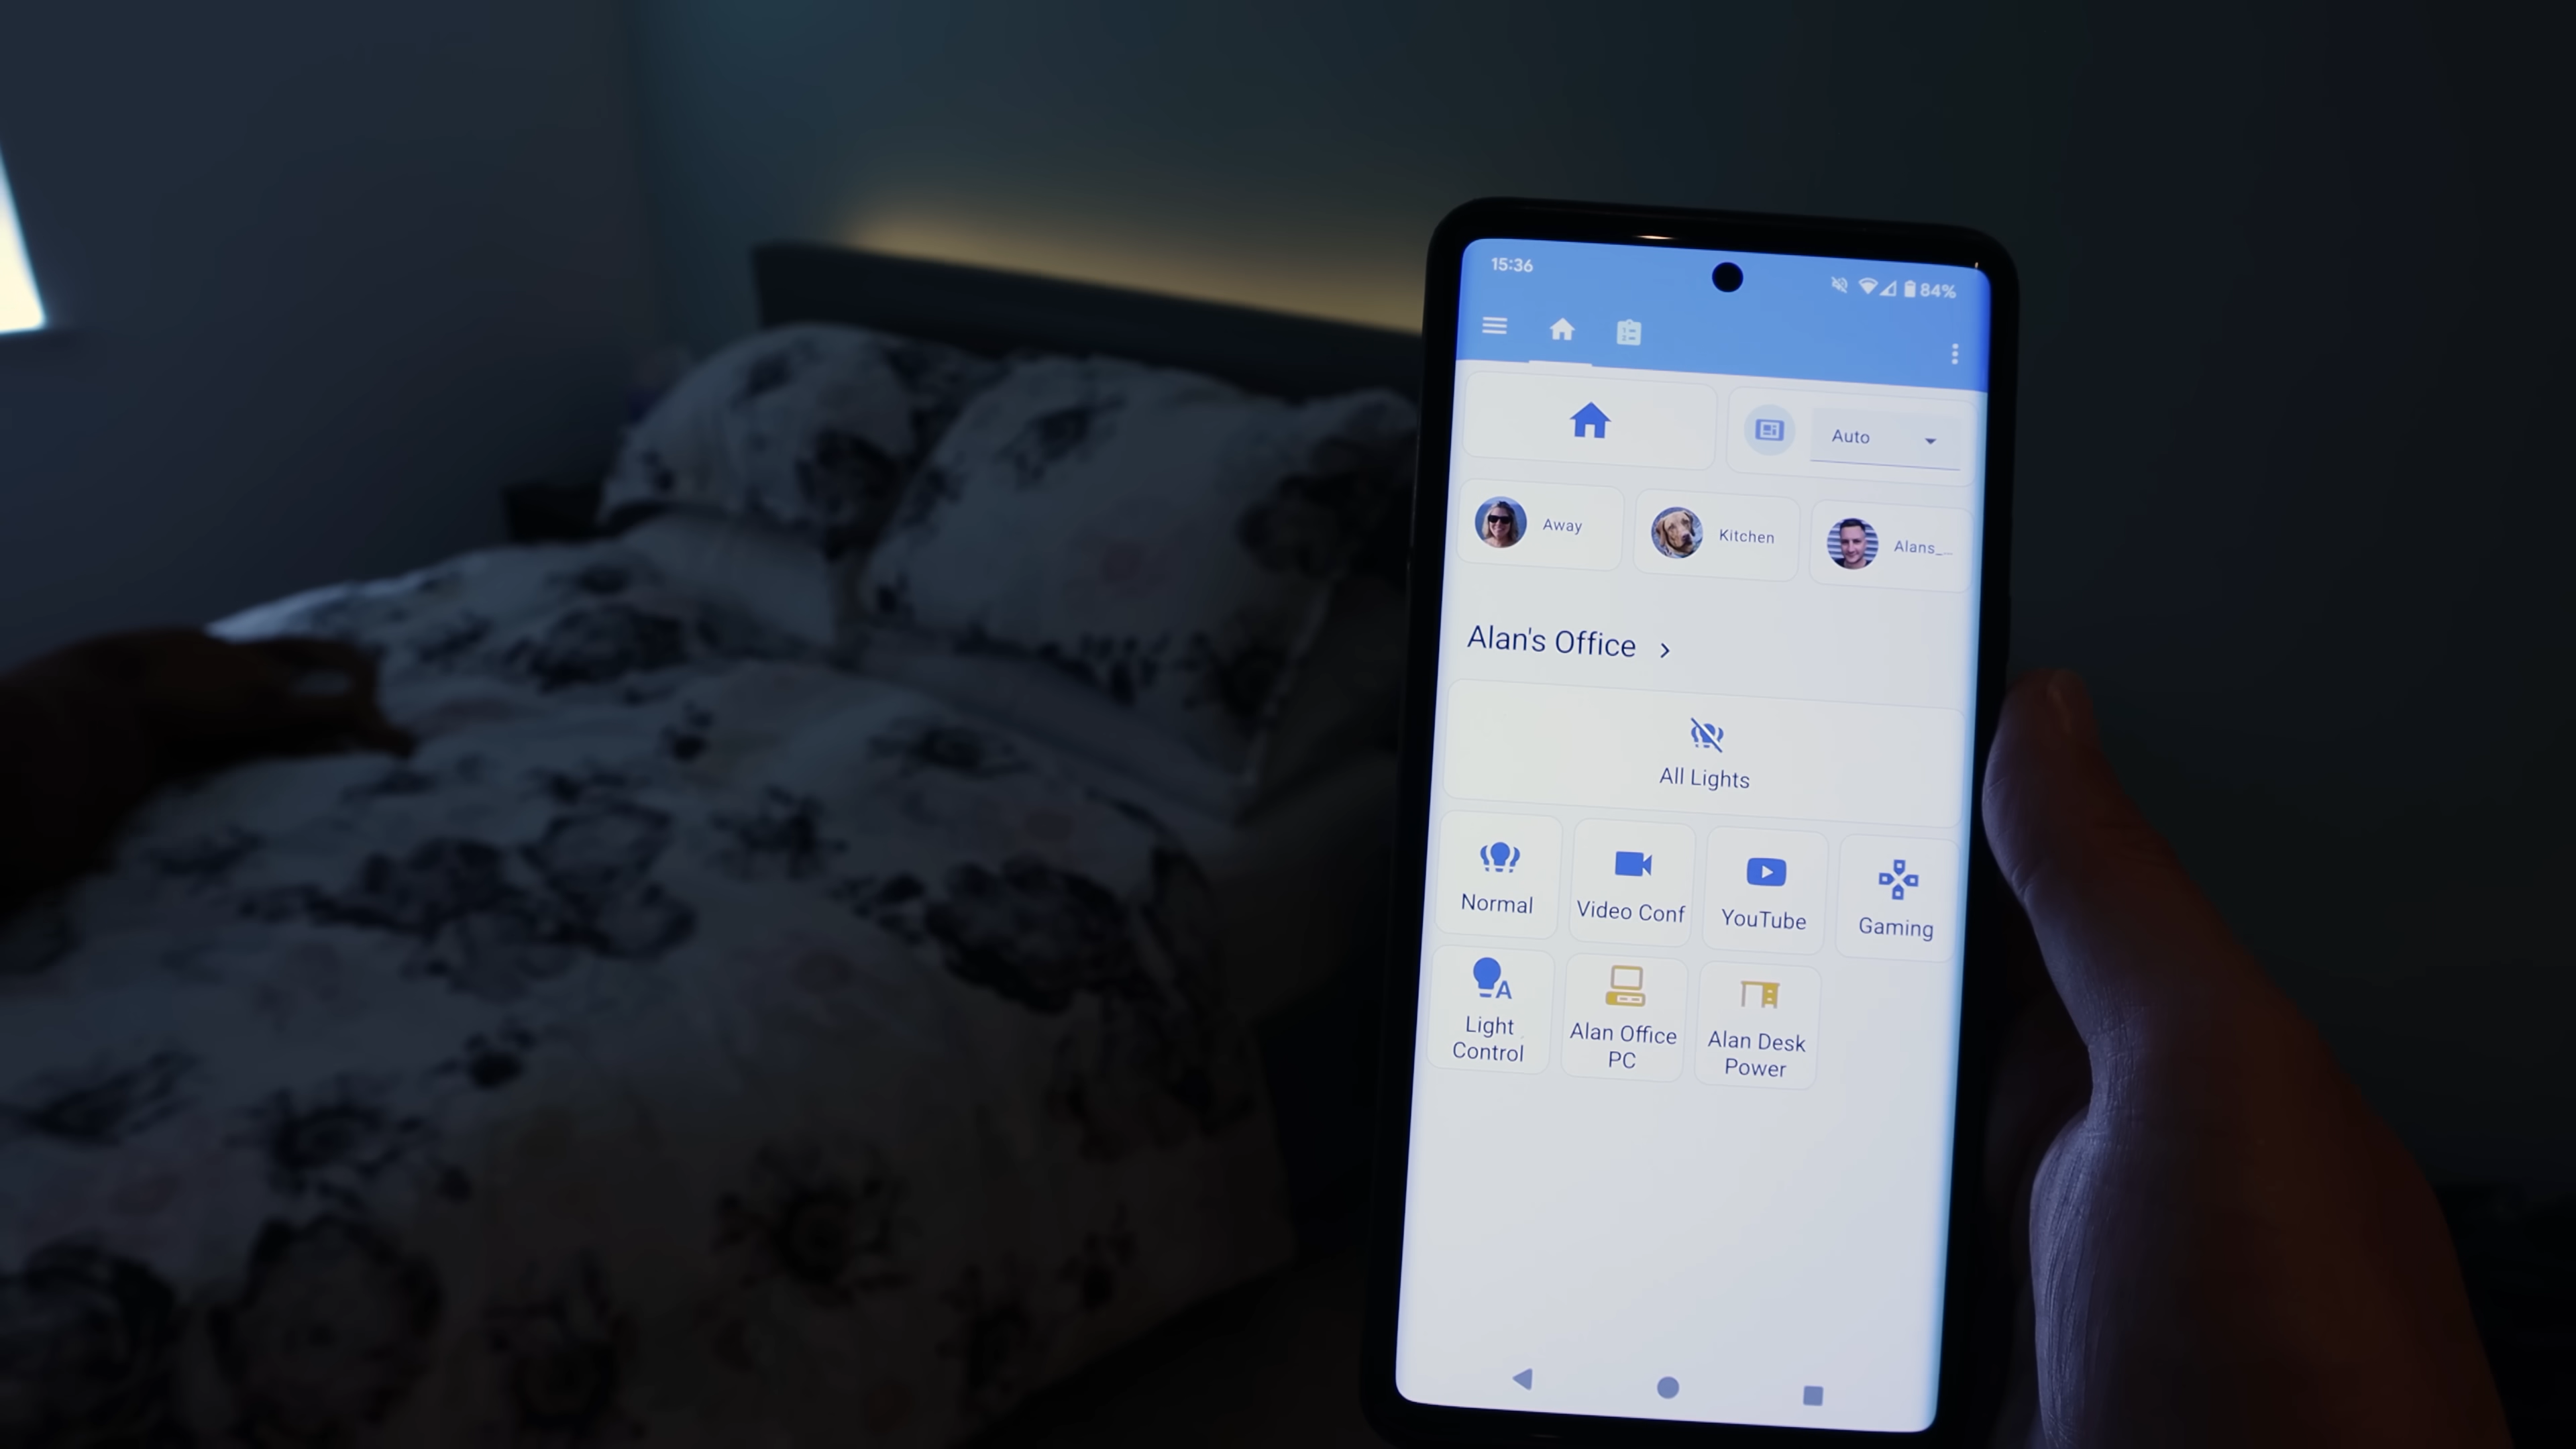 15:36
84%
Auto
Away
Kitchen
Alans_...
Alan's Office
All Lights
Normal
Video Conf
YouTube
Gaming
Light
Control
Alan Office
PC
Alan Desk
Power